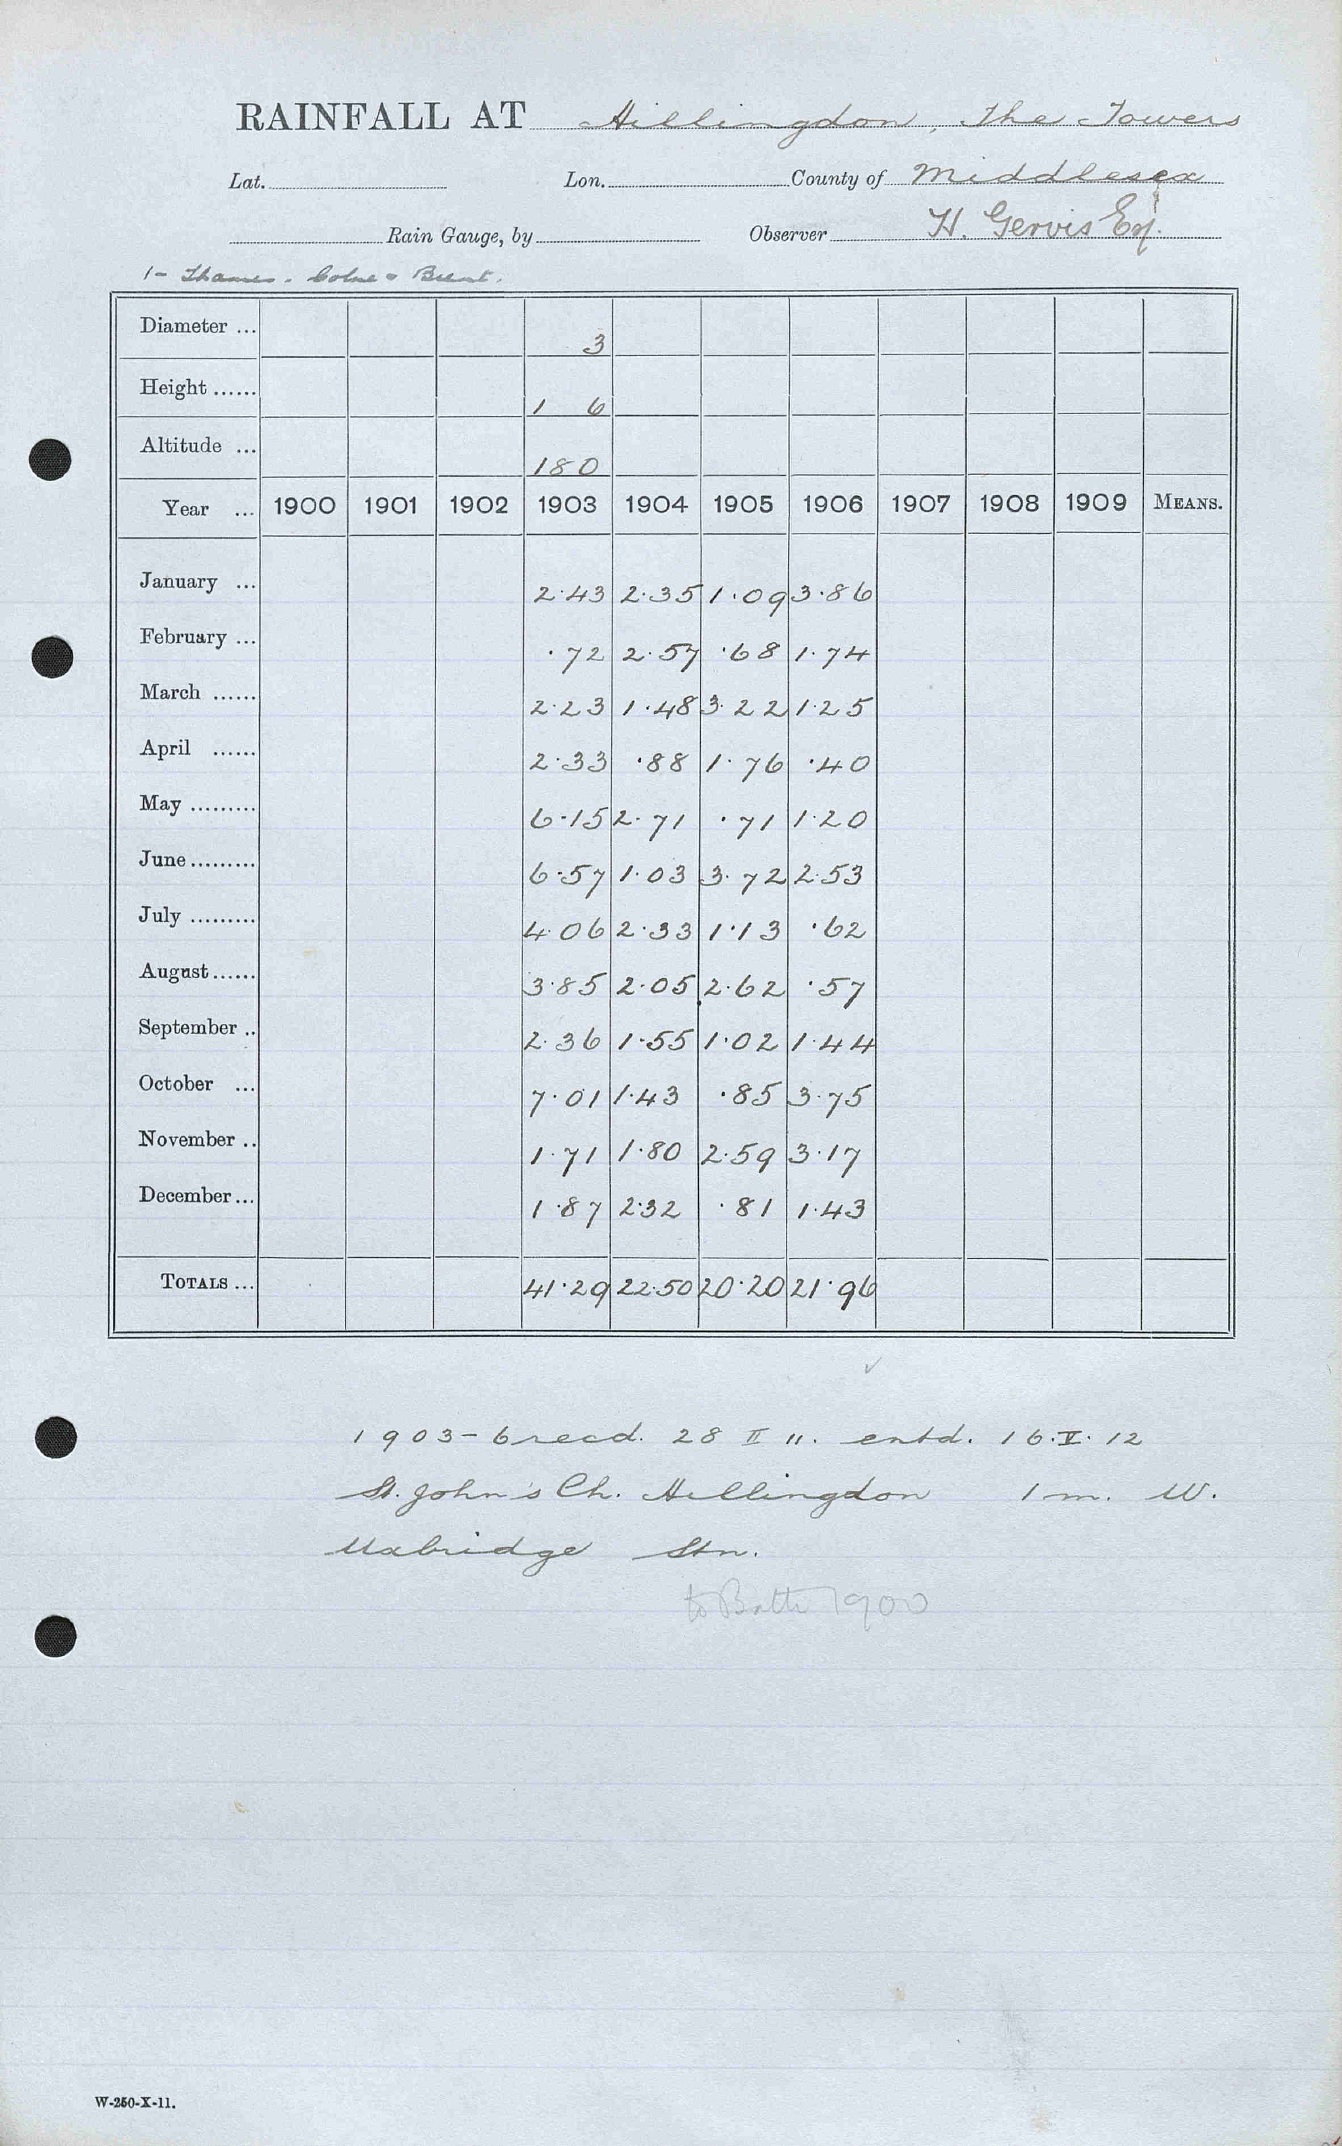 RAINFALL AT Hillingdon, The Towers
Lat. Lon. County of Middlesex
Rain Gauge, by Observer H. Gervis Esq.
1- Thames. Colne & Brent.
Diameter ... 3
Height ...... 1 6
Altitude ... 180
Year ... 1900 1901 1902 1903 1904 1905 1906 1907 1908 1909 MEANS.
January ... 2.43 2.35 1.09 3.86
February ... .72 2.57 .68 1.74
March ...... 2.23 1.48 3.22 1.25
April ...... 2.33 .88 1.76 .40
May ......... 6.15 2.71 .71 1.20
June ......... 6.57 1.03 3.72 2.53
July ......... 4.06 2.33 1.13 .62
August ...... 3.85 2.05 2.62 .57
September .. 2.36 1.55 1.02 1.44
October ... 7.01 1.43 .85 3.75
November .. 1.71 1.80 2.59 3.17
December ... 1.87 2.32 .81 1.43
TOTALS ... 41.29 22.50 20.20 21.96
1903-6 recd. 28 II 11. entd. 16.V.12
St. John's Ch. Hillingdon 1 m. W.
Uxbridge Stn.
to Bath 1900
W-250-X-11.